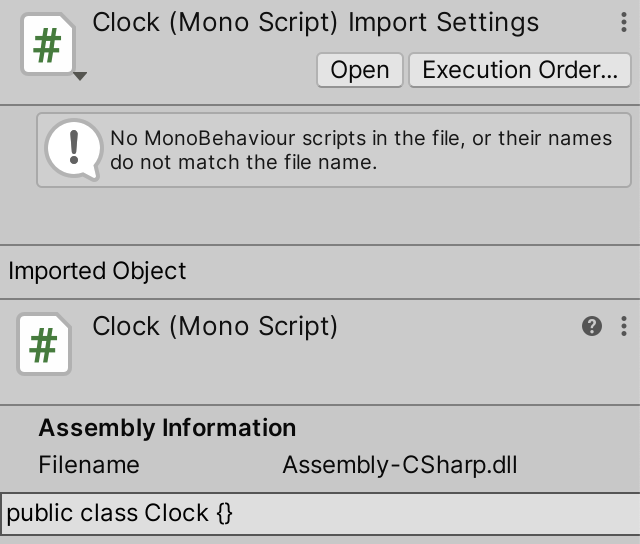 Clock (Mono Script) Import Settings
Open
Execution Order...
No MonoBehaviour scripts in the file, or their names
do not match the file name.
Imported Object
Clock (Mono Script)
Assembly Information
Filename Assembly-CSharp.dll
public class Clock {}